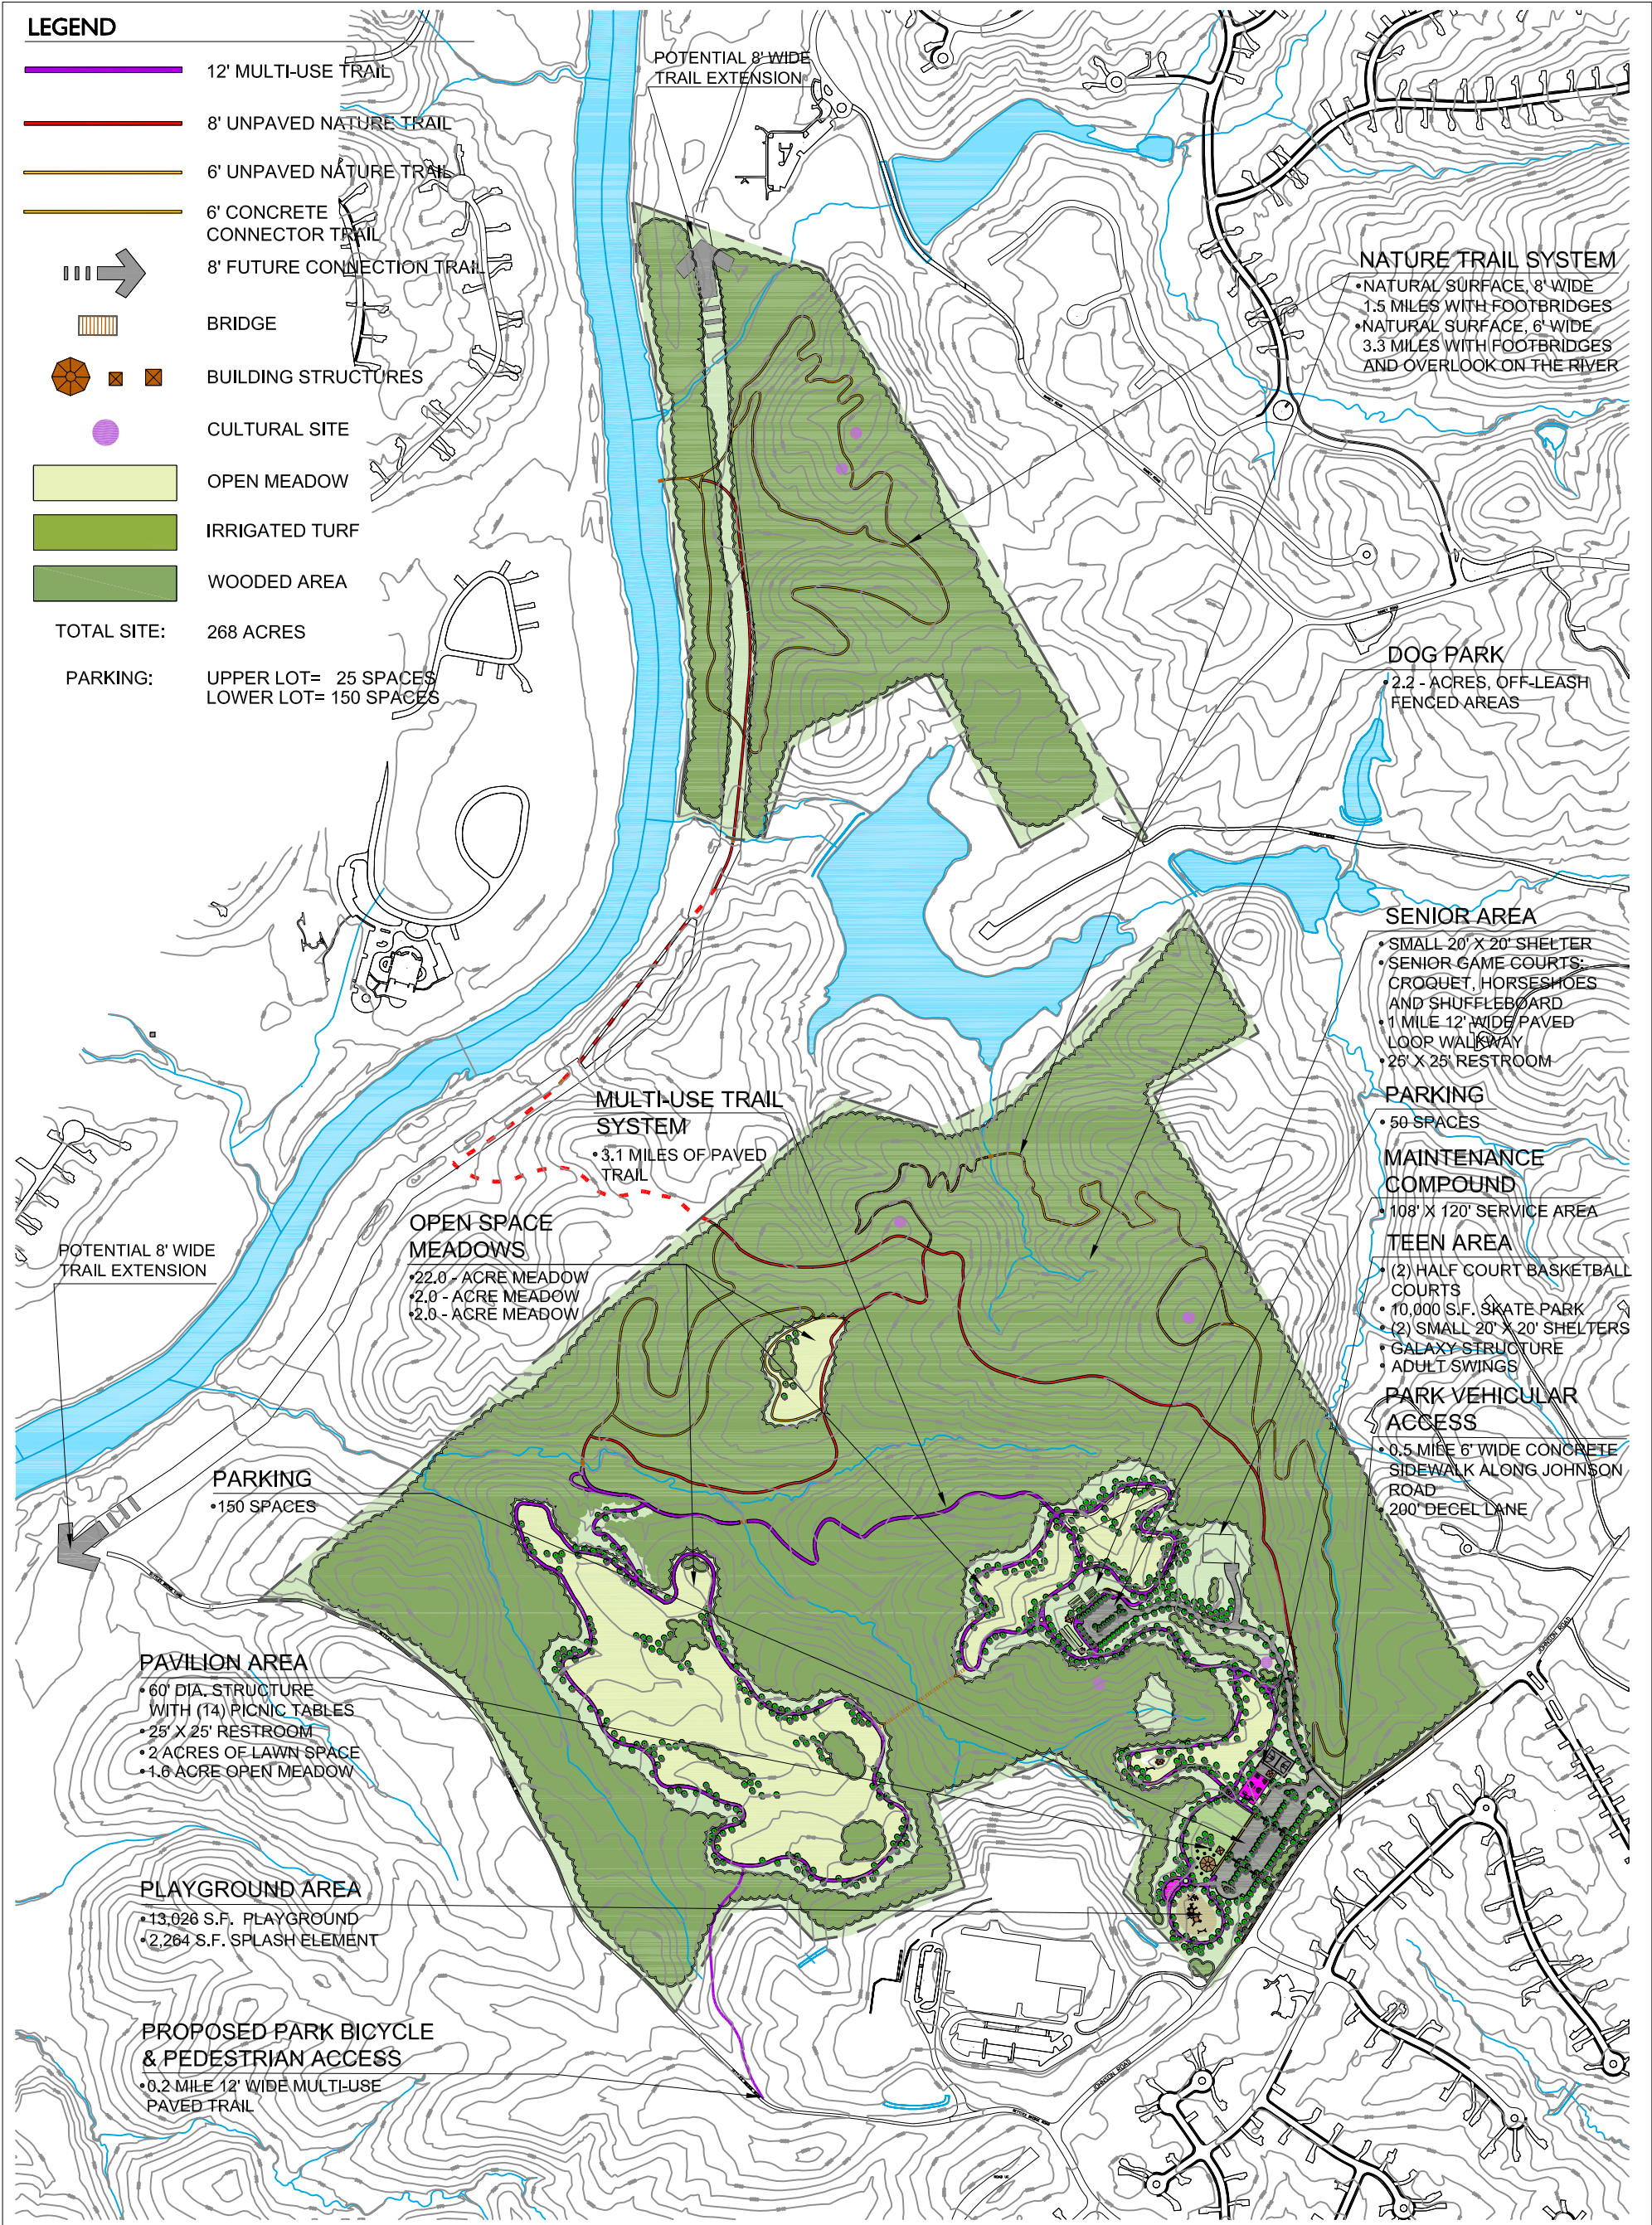 LEGEND
12' MULTI-USE TRAIL
8' UNPAVED NATURE TRAIL
6' UNPAVED NATURE TRAIL
6' CONCRETE
CONNECTOR TRAIL
8' FUTURE CONNECTION TRAIL
BRIDGE
BUILDING STRUCTURES
CULTURAL SITE
OPEN MEADOW
IRRIGATED TURF
WOODED AREA
TOTAL SITE: 268 ACRES
PARKING: UPPER LOT= 25 SPACES
LOWER LOT= 150 SPACES
POTENTIAL 8' WIDE
TRAIL EXTENSION
NATURE TRAIL SYSTEM
•NATURAL SURFACE, 8' WIDE
1.5 MILES WITH FOOTBRIDGES
•NATURAL SURFACE, 6' WIDE
3.3 MILES WITH FOOTBRIDGES
AND OVERLOOK ON THE RIVER
DOG PARK
• 2.2 - ACRES, OFF-LEASH
FENCED AREAS
SENIOR AREA
• SMALL 20' X 20' SHELTER
• SENIOR GAME COURTS:
CROQUET, HORSESHOES
AND SHUFFLEBOARD
• 1 MILE 12' WIDE PAVED
LOOP WALKWAY
• 25' X 25' RESTROOM
PARKING
• 50 SPACES
MAINTENANCE
COMPOUND
• 108' X 120' SERVICE AREA
TEEN AREA
• (2) HALF COURT BASKETBALL
COURTS
• 10,000 S.F. SKATE PARK
• (2) SMALL 20' X 20' SHELTERS
• GALAXY STRUCTURE
• ADULT SWINGS
PARK VEHICULAR
ACCESS
• 0.5 MILE 6' WIDE CONCRETE
SIDEWALK ALONG JOHNSON
ROAD
• 200' DECEL LANE
MULTI-USE TRAIL
SYSTEM
• 3.1 MILES OF PAVED
TRAIL
OPEN SPACE
MEADOWS
•22.0 - ACRE MEADOW
•2.0 - ACRE MEADOW
•2.0 - ACRE MEADOW
POTENTIAL 8' WIDE
TRAIL EXTENSION
PARKING
•150 SPACES
PAVILION AREA
• 60' DIA. STRUCTURE
WITH (14) PICNIC TABLES
• 25' X 25' RESTROOM
• 2 ACRES OF LAWN SPACE
•1.6 ACRE OPEN MEADOW
PLAYGROUND AREA
•13,026 S.F. PLAYGROUND
•2,264 S.F. SPLASH ELEMENT
PROPOSED PARK BICYCLE
& PEDESTRIAN ACCESS
•0.2 MILE 12' WIDE MULTI-USE
PAVED TRAIL
JOHNSON ROAD
JOHNSON ROAD